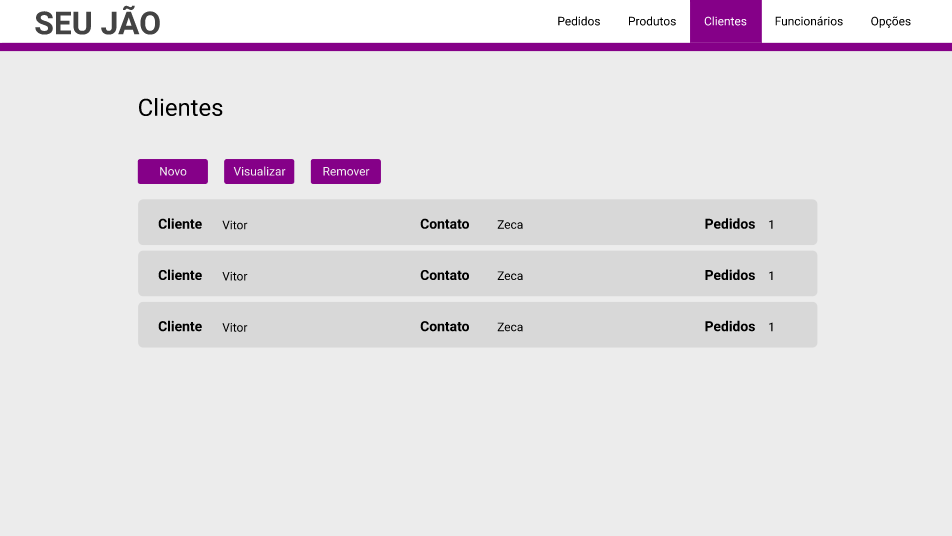 SEU JÃO
Pedidos Produtos Clientes Funcionários Opções
Clientes
Novo Visualizar Remover
Cliente Vitor Contato Zeca Pedidos 1
Cliente Vitor Contato Zeca Pedidos 1
Cliente Vitor Contato Zeca Pedidos 1